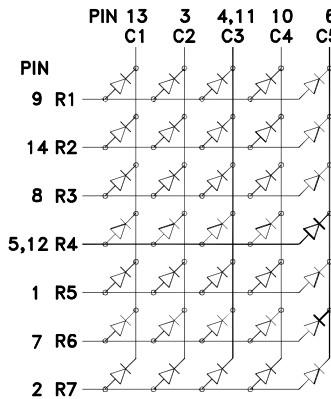 PIN 13 3 4,11 10 6
C1 C2 C3 C4 C5
PIN
9 R1
14 R2
8 R3
5,12 R4
1 R5
7 R6
2 R7